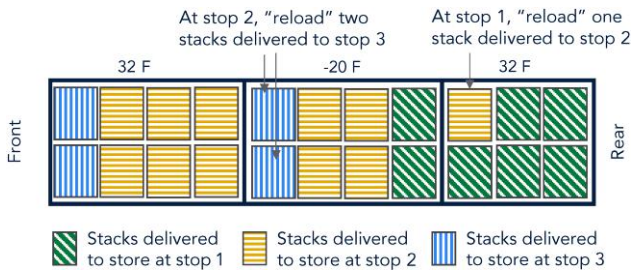 At stop 2, “reload” two
stacks delivered to stop 3
At stop 1, “reload” one
stack delivered to stop 2
32 F
-20 F
32 F
Front
Rear
Stacks delivered
to store at stop 1
Stacks delivered
to store at stop 2
Stacks delivered
to store at stop 3